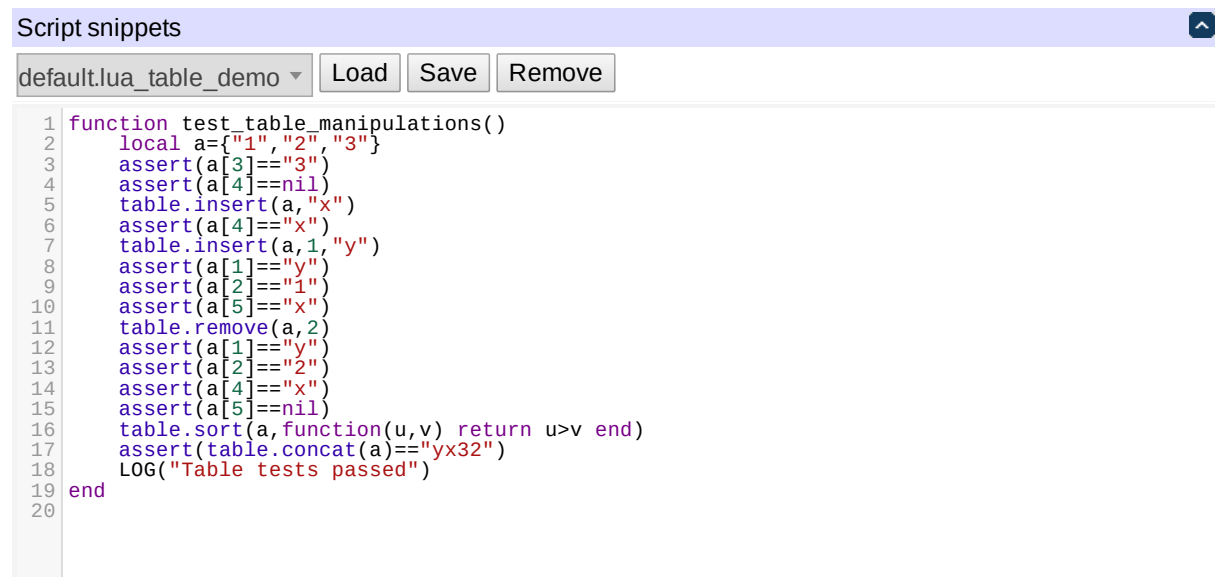 Script snippets
default.lua_table_demo Load Save Remove
1 function test_table_manipulations()
2     local a={"1","2","3"}
3     assert(a[3]=="3")
4     assert(a[4]==nil)
5     table.insert(a,"x")
6     assert(a[4]=="x")
7     table.insert(a,1,"y")
8     assert(a[1]=="y")
9     assert(a[2]=="1")
10     assert(a[5]=="x")
11     table.remove(a,2)
12     assert(a[1]=="y")
13     assert(a[2]=="2")
14     assert(a[4]=="x")
15     assert(a[5]==nil)
16     table.sort(a,function(u,v) return u>v end)
17     assert(table.concat(a)=="yx32")
18     LOG("Table tests passed")
19 end
20